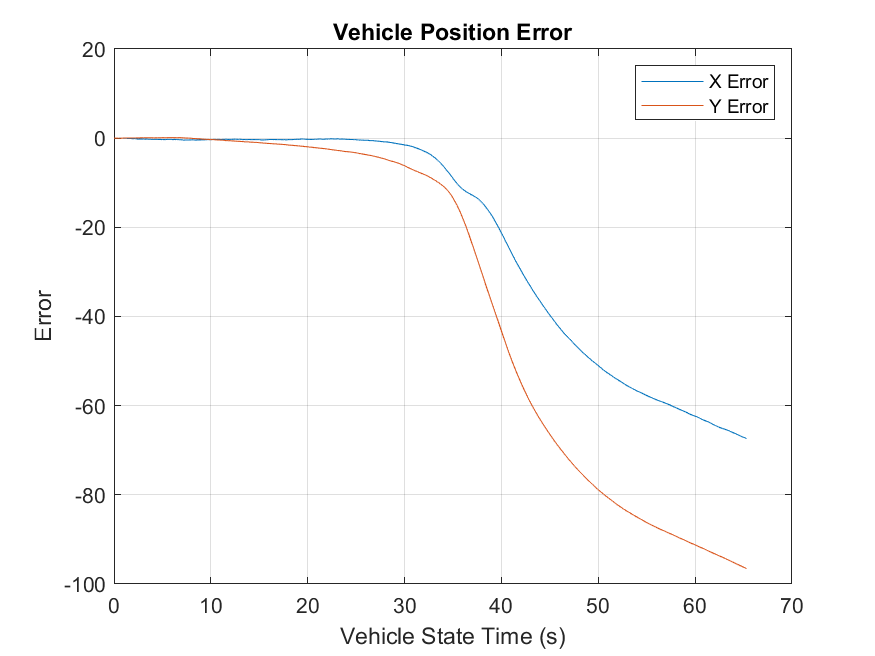 Vehicle Position Error
20
0
-20
-40
-60
-80
-100
Error
X Error
Y Error
0 10 20 30 40 50 60 70
Vehicle State Time (s)